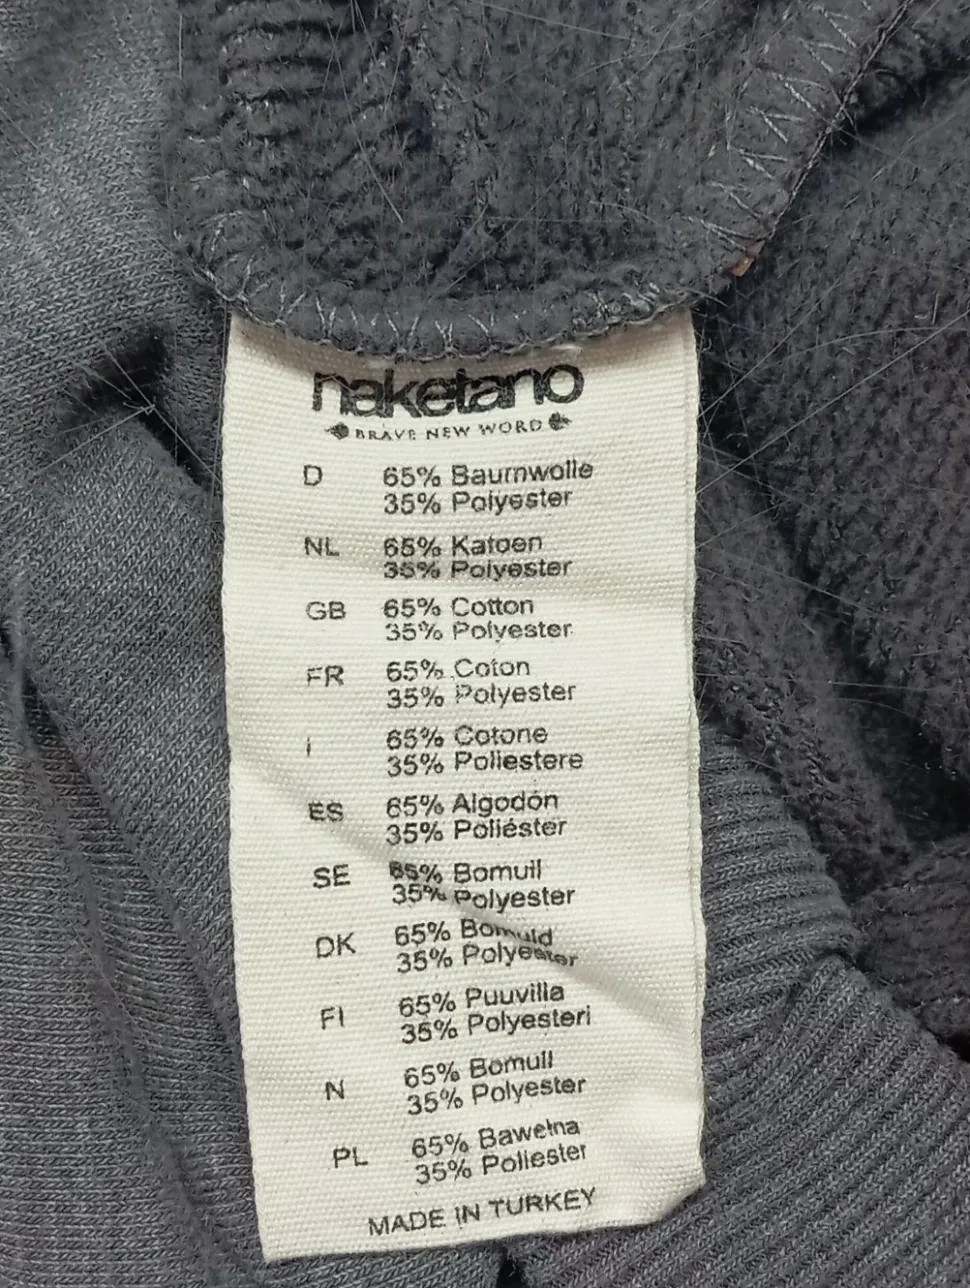 naketano
BRAVE NEW WORD
D 65% Baumwolle
35% Polyester
NL 65% Katoen
35% Polyester
GB 65% Cotton
35% Polyester
FR 65% Coton
35% Polyester
I 65% Cotone
35% Poliestere
ES 65% Algodón
35% Poliéster
SE 65% Bomull
35% Polyester
DK 65% Bomuld
35% Polyester
FI 65% Puuvilla
35% Polyesteri
N 65% Bomull
35% Polyester
PL 65% Bawełna
35% Poliester
MADE IN TURKEY